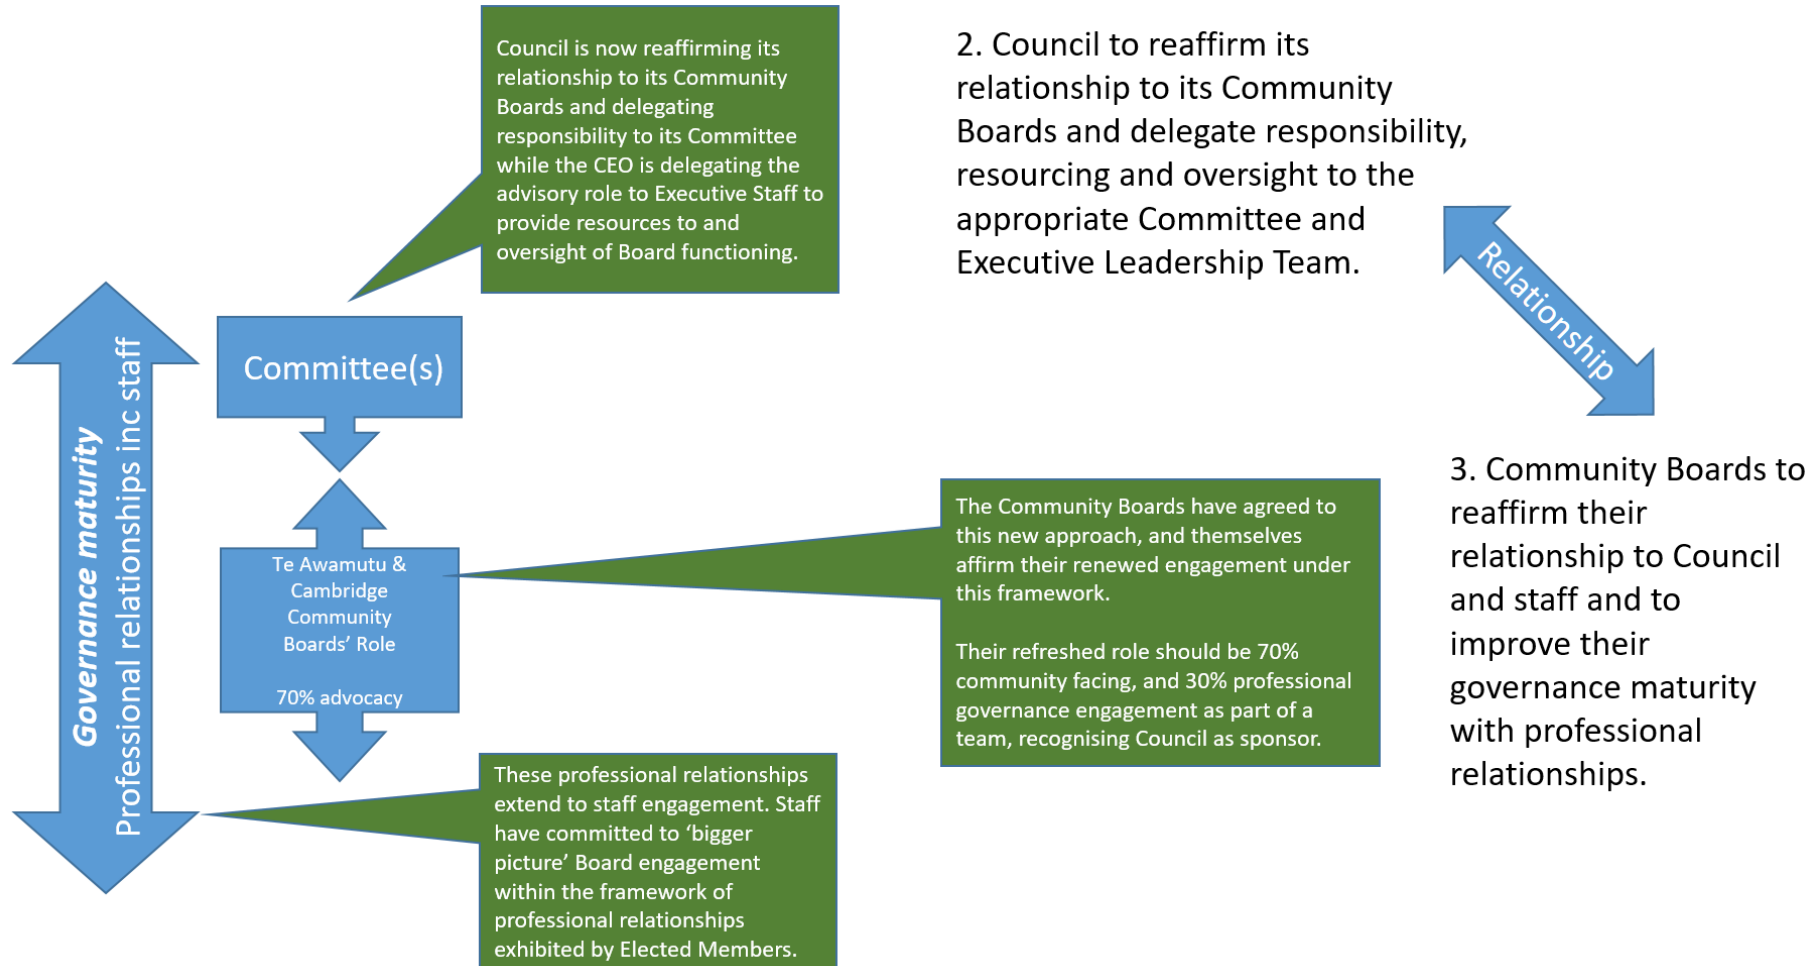 Council is now reaffirming its
relationship to its Community
Boards and delegating
responsibility to its Committee
while the CEO is delegating the
advisory role to Executive Staff to
provide resources to and
oversight of Board functioning.
2. Council to reaffirm its
relationship to its Community
Boards and delegate responsibility,
resourcing and oversight to the
appropriate Committee and
Executive Leadership Team.
Relationship
Governance maturity
Professional relationships inc staff
Committee(s)
Te Awamutu &
Cambridge
Community
Boards’ Role
70% advocacy
The Community Boards have agreed to
this new approach, and themselves
affirm their renewed engagement under
this framework.
Their refreshed role should be 70%
community facing, and 30% professional
governance engagement as part of a
team, recognising Council as sponsor.
3. Community Boards to
reaffirm their
relationship to Council
and staff and to
improve their
governance maturity
with professional
relationships.
These professional relationships
extend to staff engagement. Staff
have committed to ‘bigger
picture’ Board engagement
within the framework of
professional relationships
exhibited by Elected Members.